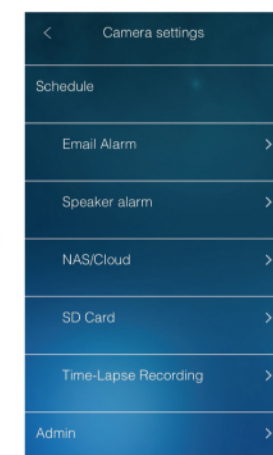 Camera settings
Schedule
Email Alarm
Speaker alarm
NAS/Cloud
SD Card
Time-Lapse Recording
Admin